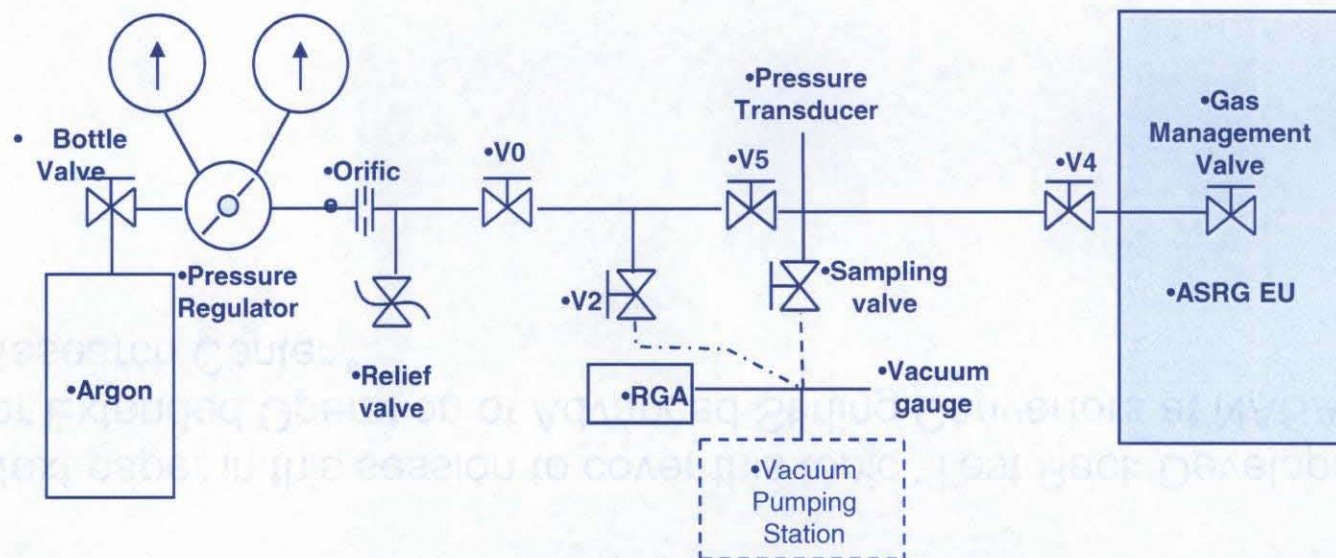 • Bottle
Valve
•Orific
•V0
•Pressure
Transducer
•V5
•V4
•Gas
Management
Valve
•Pressure
Regulator
•V2
•Sampling
valve
•ASRG EU
•Argon
•Relief
valve
•RGA
•Vacuum
gauge
•Vacuum
Pumping
Station